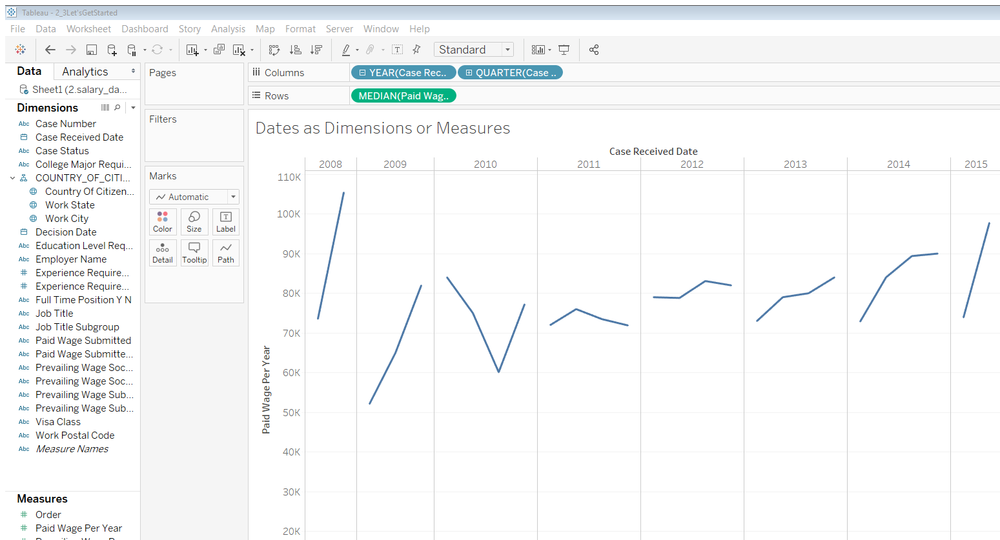 Tableau - 2_3Let'sGetStarted
File Data Worksheet Dashboard Story Analysis Map Format Server Window Help
Standard
Data Analytics
Sheet1 (2.salary_da...
Dimensions
Abc Case Number
Case Received Date
Abc Case Status
Abc College Major Requi...
COUNTRY_OF_CITI...
Country Of Citizen...
Work State
Work City
Decision Date
Abc Education Level Req...
Abc Employer Name
# Experience Require...
# Experience Require...
Abc Full Time Position Y N
Abc Job Title
Abc Job Title Subgroup
Abc Paid Wage Submitted
Abc Paid Wage Submitte...
Abc Prevailing Wage Soc...
Abc Prevailing Wage Soc...
Abc Prevailing Wage Sub...
Abc Prevailing Wage Sub...
Abc Visa Class
Abc Work Postal Code
Abc Measure Names
Measures
# Order
# Paid Wage Per Year
Pages
Filters
Marks
Automatic
Color Size Label
Detail Tooltip Path
Columns YEAR(Case Rec.. QUARTER(Case ..
Rows MEDIAN(Paid Wag..
Dates as Dimensions or Measures
Case Received Date
2008 2009 2010 2011 2012 2013 2014 2015
110K
100K
90K
80K
70K
60K
50K
40K
30K
20K
Paid Wage Per Year